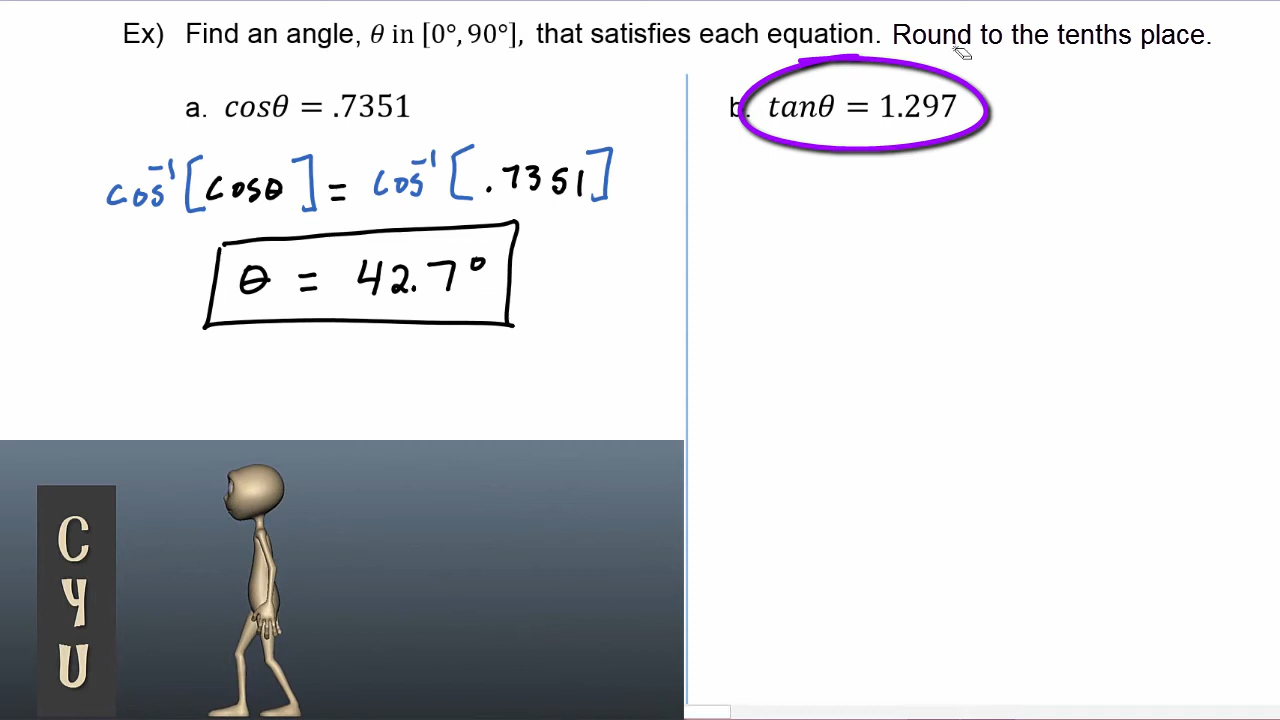 Ex) Find an angle, θ in [0°, 90°], that satisfies each equation. Round to the tenths place.
a. cosθ = .7351
cos⁻¹[cosθ] = cos⁻¹[.7351]
θ = 42.7°
b. tanθ = 1.297
C
Y
U